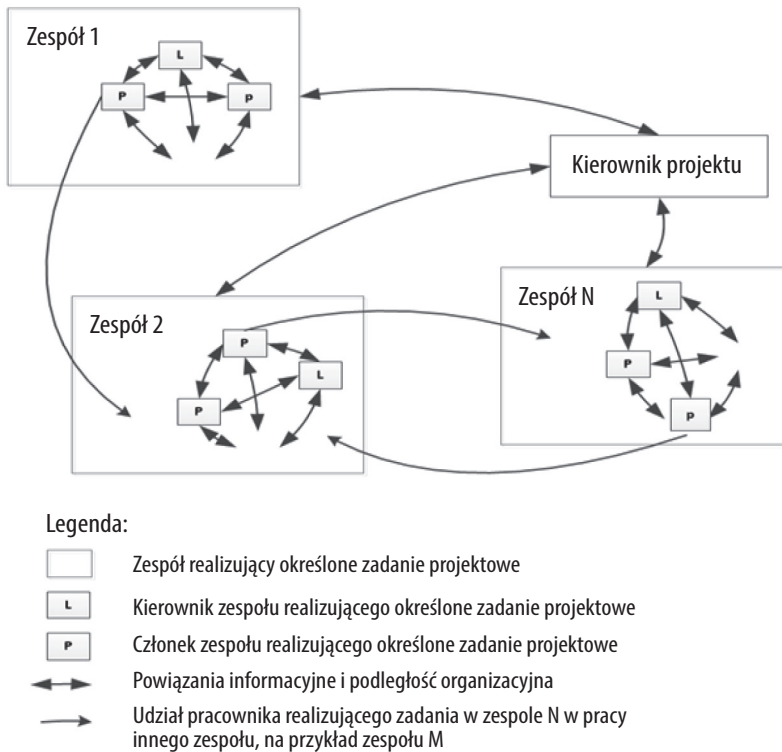 Zespół 1
L
P
P
Kierownik projektu
Zespół 2
P
L
P
Zespół N
L
P
P
Legenda:
Zespół realizujący określone zadanie projektowe
L Kierownik zespołu realizującego określone zadanie projektowe
P Członek zespołu realizującego określone zadanie projektowe
Powiązania informacyjne i podległość organizacyjna
Udział pracownika realizującego zadania w zespole N w pracy
innego zespołu, na przykład zespołu M